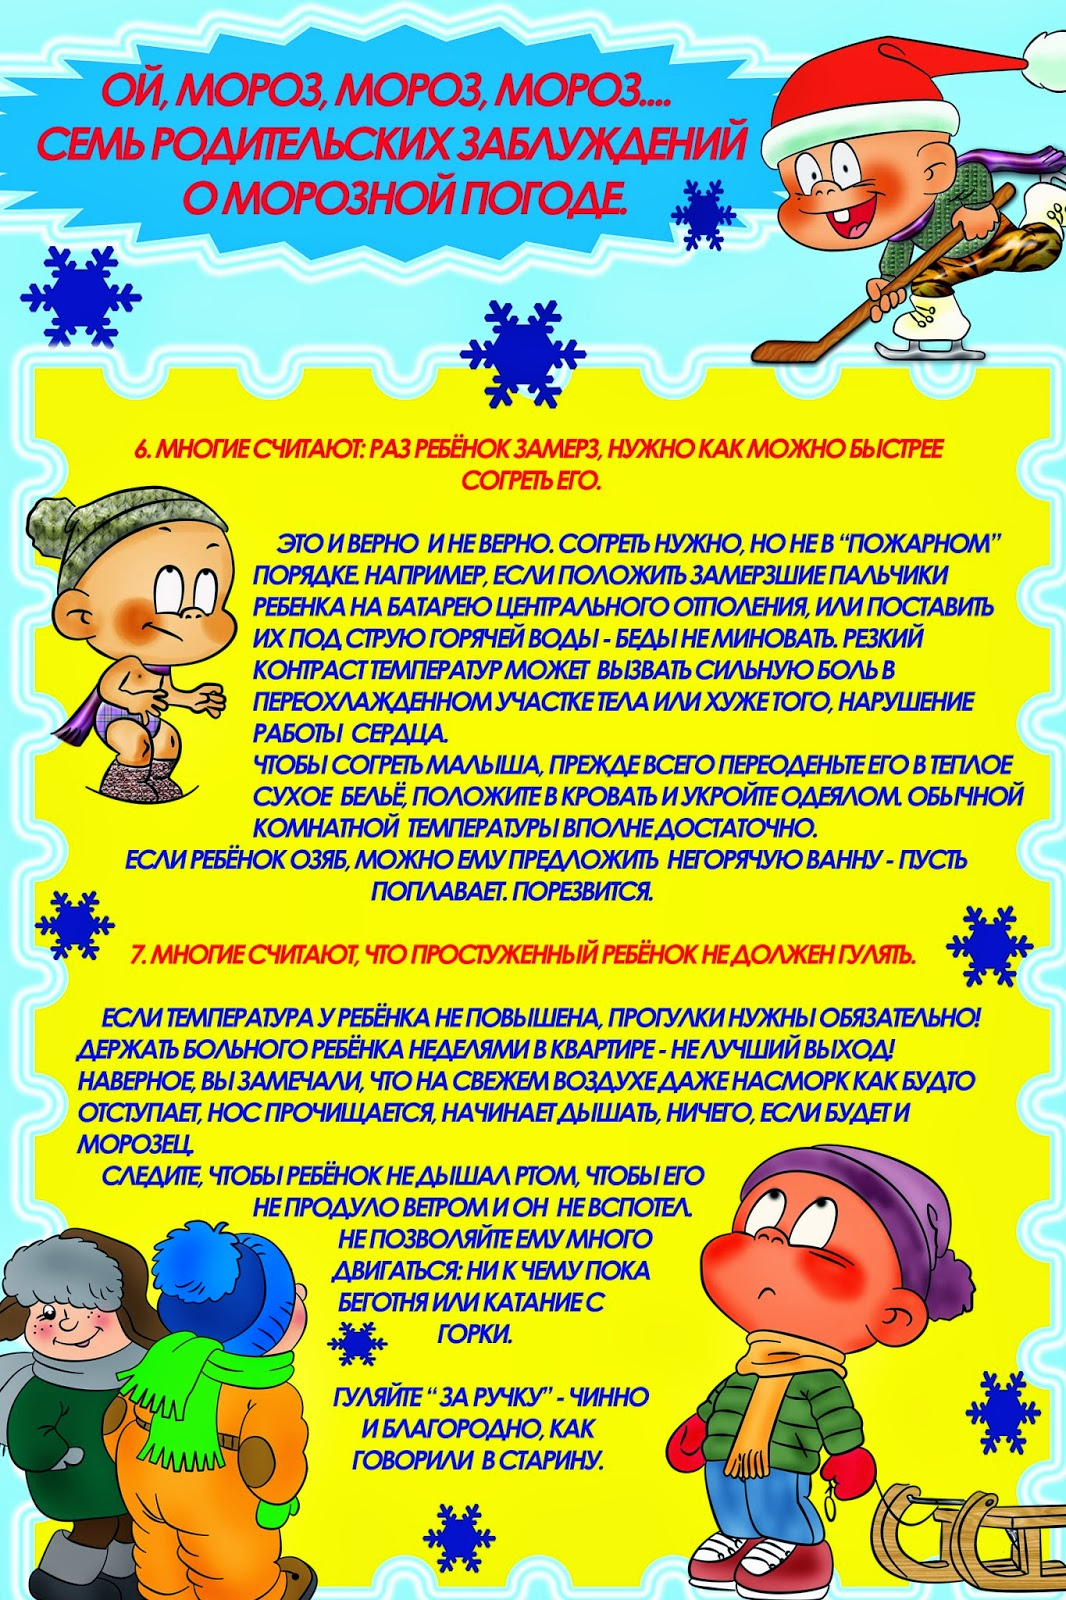 ОЙ, МОРОЗ, МОРОЗ, МОРОЗ....
СЕМЬ РОДИТЕЛЬСКИХ ЗАБЛУЖДЕНИЙ
О МОРОЗНОЙ ПОГОДЕ.
6. МНОГИЕ СЧИТАЮТ: РАЗ РЕБЁНОК ЗАМЕРЗ, НУЖНО КАК МОЖНО БЫСТРЕЕ
СОГРЕТЬ ЕГО.
ЭТО И ВЕРНО И НЕ ВЕРНО. СОГРЕТЬ НУЖНО, НО НЕ В “ПОЖАРНОМ”
ПОРЯДКЕ. НАПРИМЕР, ЕСЛИ ПОЛОЖИТЬ ЗАМЕРЗШИЕ ПАЛЬЧИКИ
РЕБЕНКА НА БАТАРЕЮ ЦЕНТРАЛЬНОГО ОТПОЛЕНИЯ, ИЛИ ПОСТАВИТЬ
ИХ ПОД СТРУЮ ГОРЯЧЕЙ ВОДЫ - БЕДЫ НЕ МИНОВАТЬ. РЕЗКИЙ
КОНТРАСТ ТЕМПЕРАТУР МОЖЕТ ВЫЗВАТЬ СИЛЬНУЮ БОЛЬ В
ПЕРЕОХЛАЖДЕННОМ УЧАСТКЕ ТЕЛА ИЛИ ХУЖЕ ТОГО, НАРУШЕНИЕ
РАБОТЫ СЕРДЦА.
ЧТОБЫ СОГРЕТЬ МАЛЫША, ПРЕЖДЕ ВСЕГО ПЕРЕОДЕНЬТЕ ЕГО В ТЕПЛОЕ
СУХОЕ БЕЛЬЁ, ПОЛОЖИТЕ В КРОВАТЬ И УКРОЙТЕ ОДЕЯЛОМ. ОБЫЧНОЙ
КОМНАТНОЙ ТЕМПЕРАТУРЫ ВПОЛНЕ ДОСТАТОЧНО.
ЕСЛИ РЕБЁНОК ОЗЯБ, МОЖНО ЕМУ ПРЕДЛОЖИТЬ НЕГОРЯЧУЮ ВАННУ - ПУСТЬ
ПОПЛАВАЕТ. ПОРЕЗВИТСЯ.
7. МНОГИЕ СЧИТАЮТ, ЧТО ПРОСТУЖЕННЫЙ РЕБЁНОК НЕ ДОЛЖЕН ГУЛЯТЬ.
ЕСЛИ ТЕМПЕРАТУРА У РЕБЁНКА НЕ ПОВЫШЕНА, ПРОГУЛКИ НУЖНЫ ОБЯЗАТЕЛЬНО!
ДЕРЖАТЬ БОЛЬНОГО РЕБЁНКА НЕДЕЛЯМИ В КВАРТИРЕ - НЕ ЛУЧШИЙ ВЫХОД!
НАВЕРНОЕ, ВЫ ЗАМЕЧАЛИ, ЧТО НА СВЕЖЕМ ВОЗДУХЕ ДАЖЕ НАСМОРК КАК БУДТО
ОТСТУПАЕТ, НОС ПРОЧИЩАЕТСЯ, НАЧИНАЕТ ДЫШАТЬ, НИЧЕГО, ЕСЛИ БУДЕТ И
МОРОЗЕЦ.
СЛЕДИТЕ, ЧТОБЫ РЕБЁНОК НЕ ДЫШАЛ РТОМ, ЧТОБЫ ЕГО
НЕ ПРОДУЛО ВЕТРОМ И ОН НЕ ВСПОТЕЛ.
НЕ ПОЗВОЛЯЙТЕ ЕМУ МНОГО
ДВИГАТЬСЯ: НИ К ЧЕМУ ПОКА
БЕГОТНЯ ИЛИ КАТАНИЕ С
ГОРКИ.
ГУЛЯЙТЕ “ ЗА РУЧКУ” - ЧИННО
И БЛАГОРОДНО, КАК
ГОВОРИЛИ В СТАРИНУ.